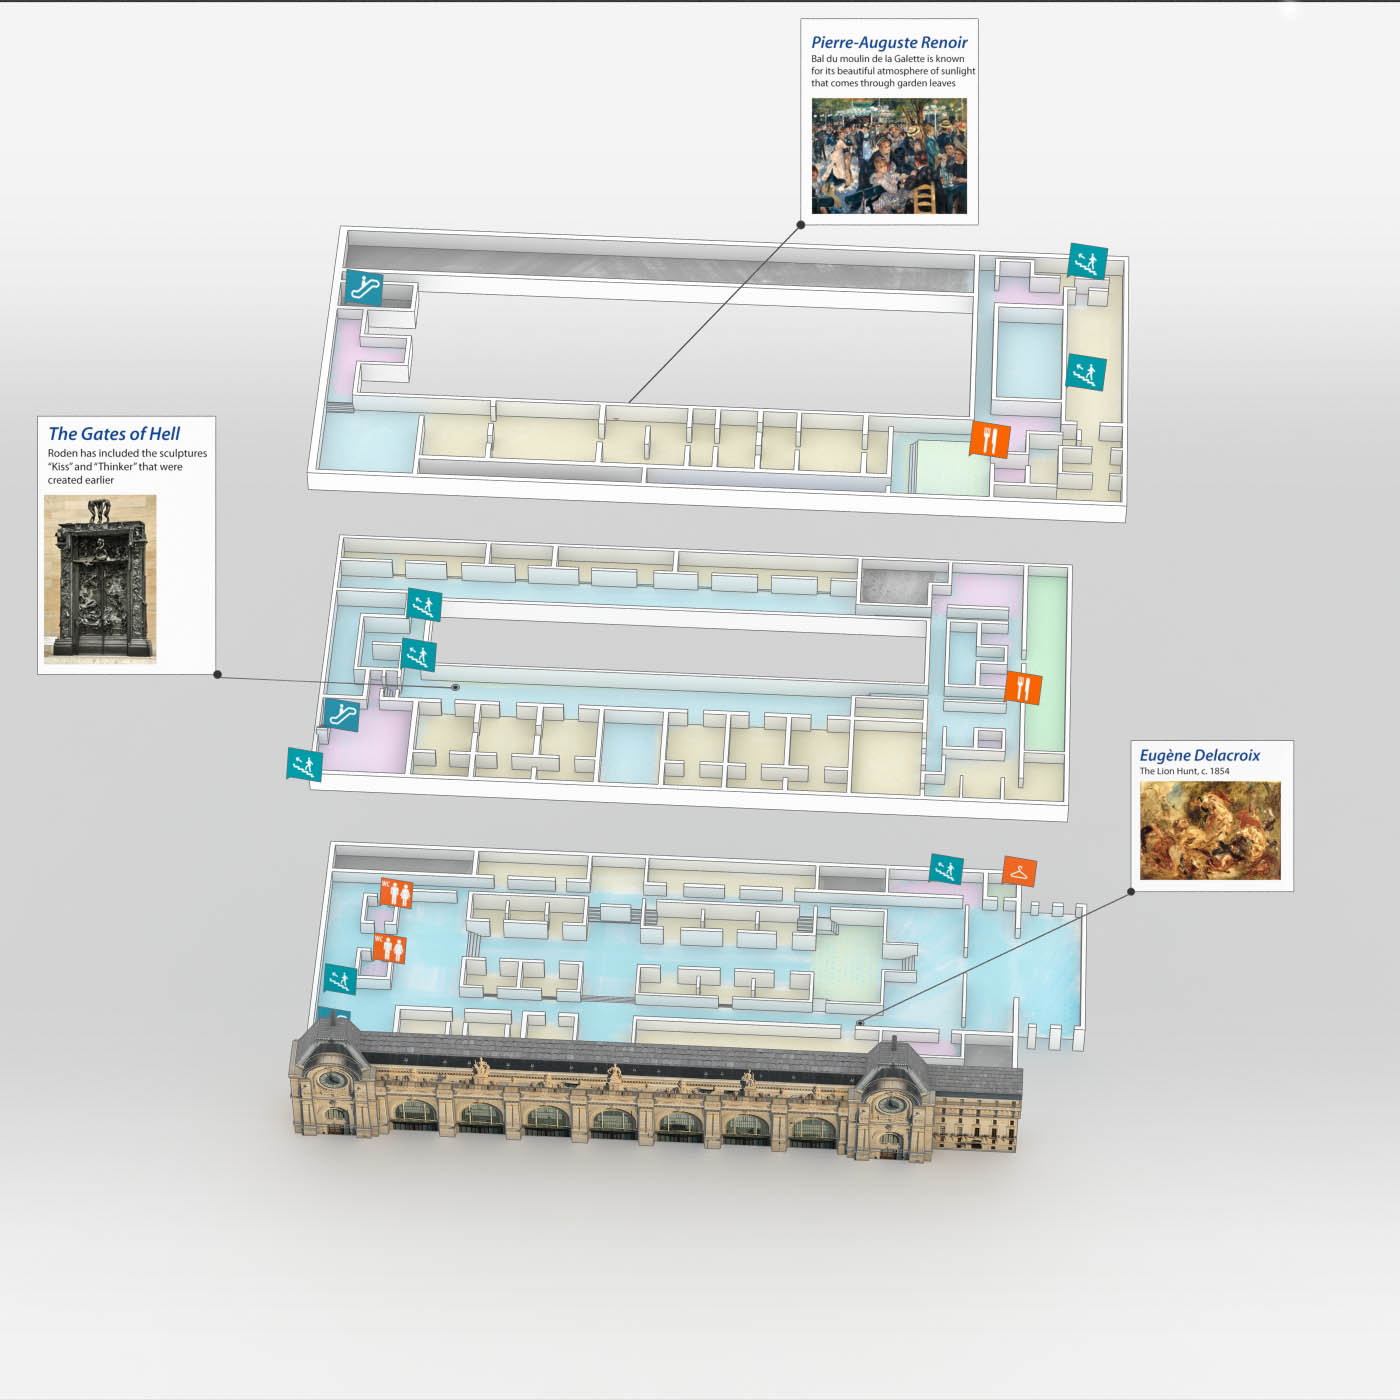 Pierre-Auguste Renoir
Bal du moulin de la Galette is known
for its beautiful atmosphere of sunlight
that comes through garden leaves
The Gates of Hell
Roden has included the sculptures
“Kiss” and “Thinker” that were
created earlier
Eugène Delacroix
The Lion Hunt, c. 1854
WC
WC